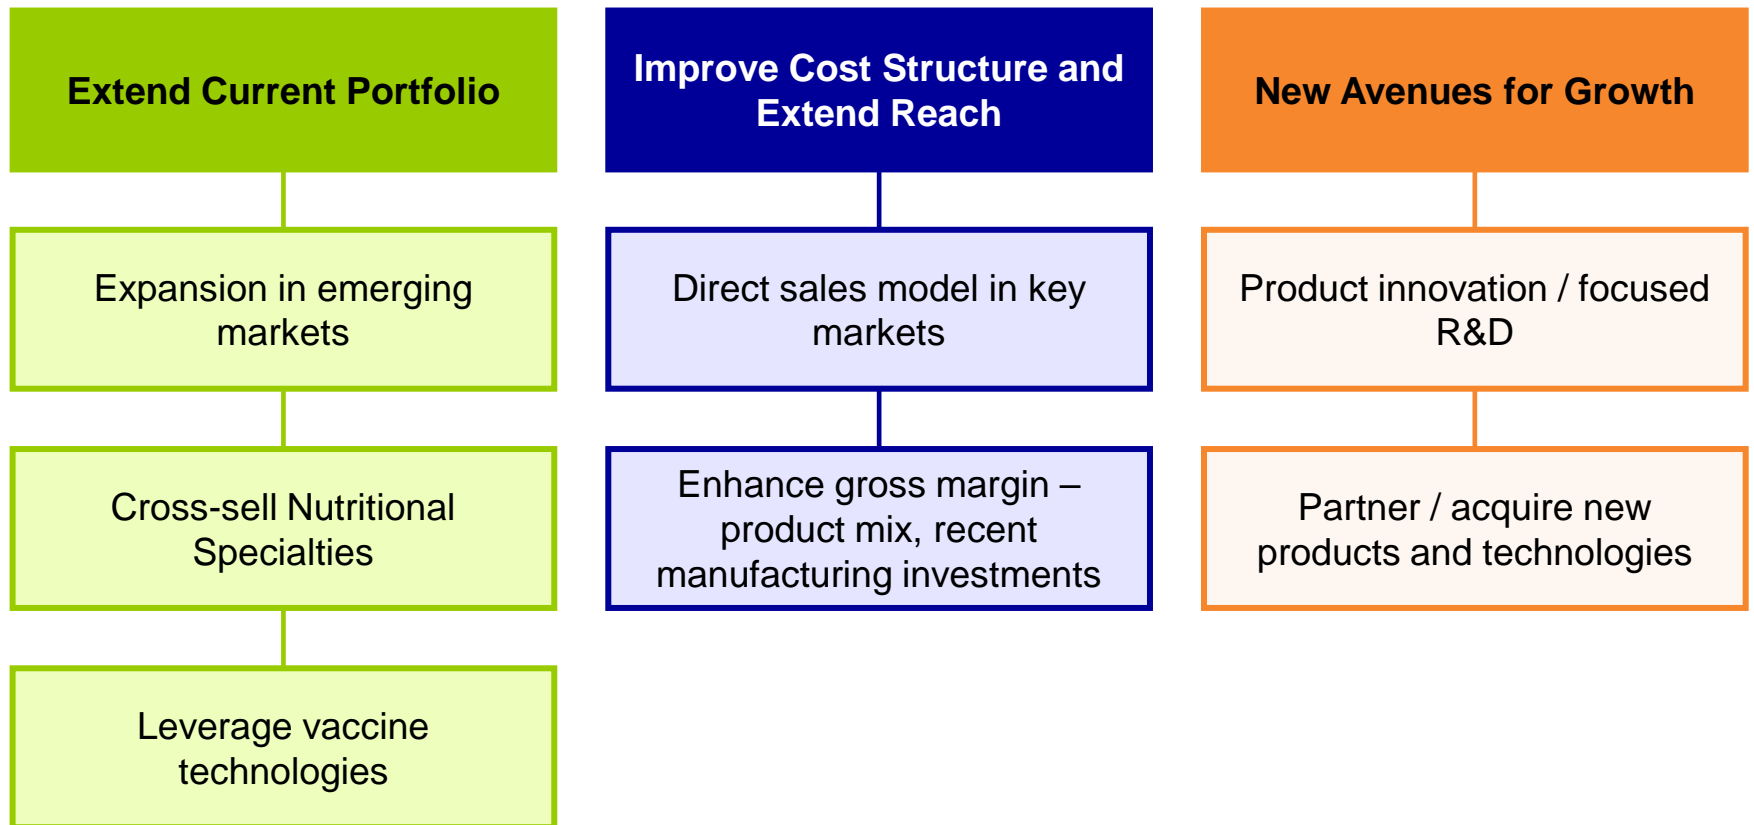 Extend Current Portfolio
Expansion in emerging
markets
Cross-sell Nutritional
Specialties
Leverage vaccine
technologies
Improve Cost Structure and
Extend Reach
Direct sales model in key
markets
Enhance gross margin –
product mix, recent
manufacturing investments
New Avenues for Growth
Product innovation / focused
R&D
Partner / acquire new
products and technologies